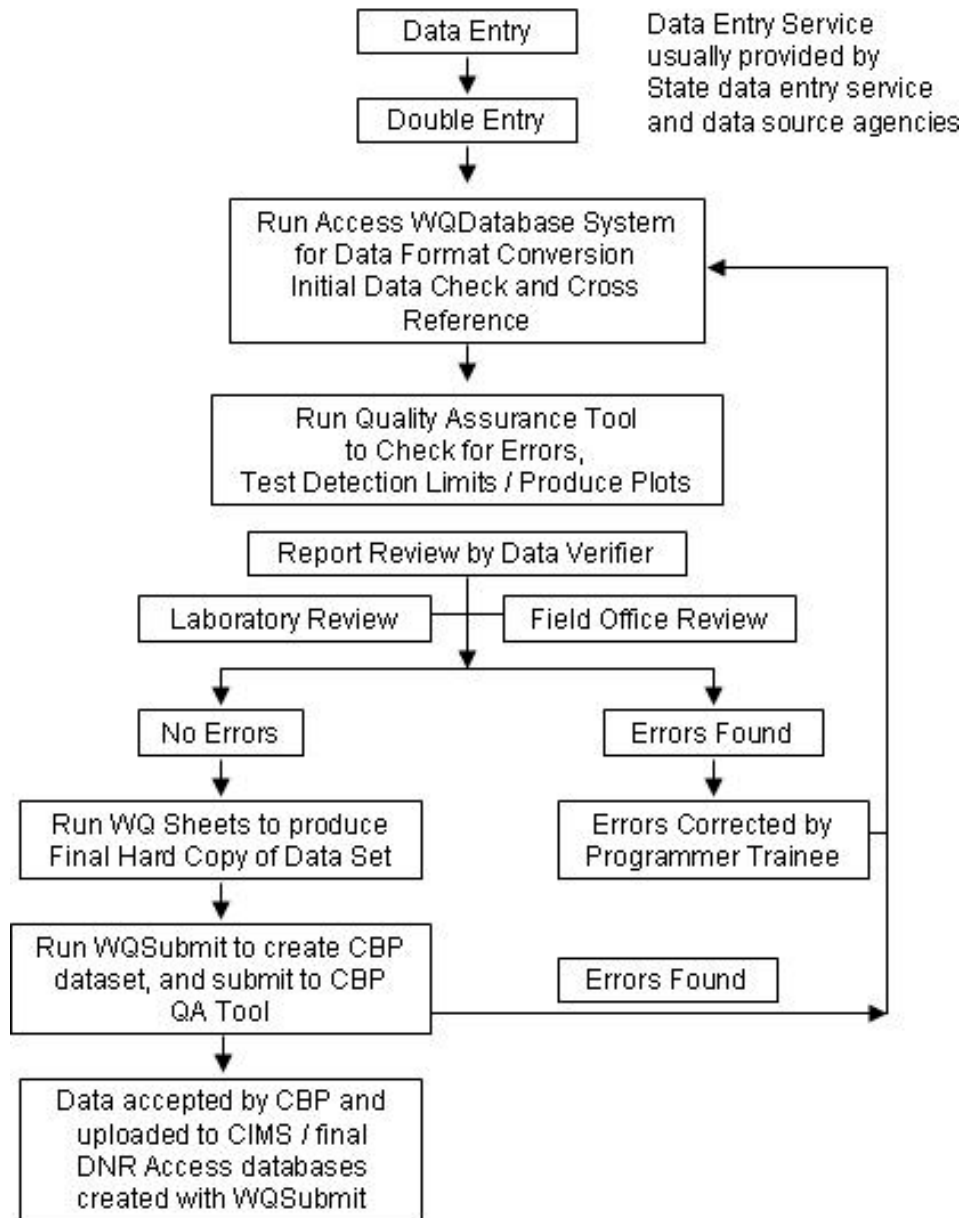 Data Entry
Data Entry Service
usually provided by
State data entry service
and data source agencies
Double Entry
Run Access WQDatabase System
for Data Format Conversion
Initial Data Check and Cross
Reference
Run Quality Assurance Tool
to Check for Errors,
Test Detection Limits / Produce Plots
Report Review by Data Verifier
Laboratory Review
Field Office Review
No Errors
Errors Found
Run WQ Sheets to produce
Final Hard Copy of Data Set
Errors Corrected by
Programmer Trainee
Run WQSubmit to create CBP
dataset, and submit to CBP
QA Tool
Errors Found
Data accepted by CBP and
uploaded to CIMS / final
DNR Access databases
created with WQSubmit